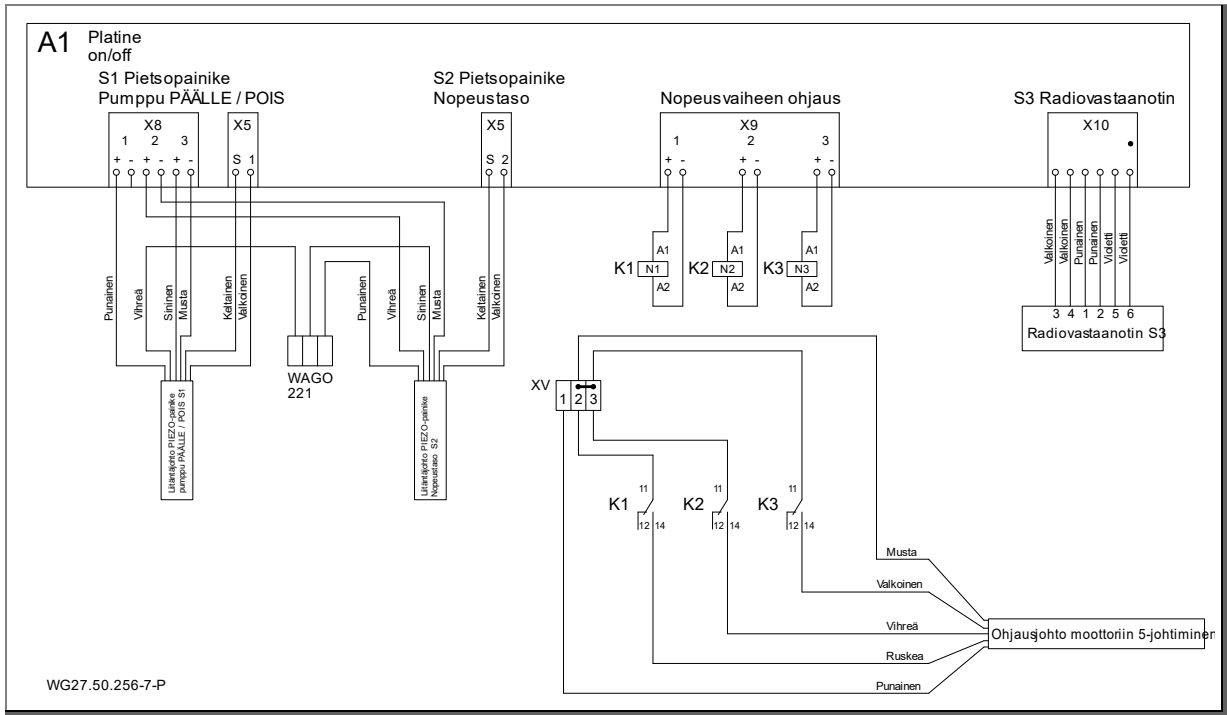 A1 Platine
on/off
S1 Pietsopainike
Pumppu PÄÄLLE / POIS
S2 Pietsopainike
Nopeustaso
Nopeusvaiheen ohjaus
S3 Radiovastaanotin
X8 X5 X5 X9 X10
1 2 3 1 2 3
+ - + - + - S 1 S 2 + - + - + -
Punainen
Vihreä
Sininen
Musta
Keltainen
Valkoinen
Punainen
Vihreä
Sininen
Musta
Keltainen
Valkoinen
A1 A1 A1
K1 N1 K2 N2 K3 N3
A2 A2 A2
Valkoinen
Valkoinen
Punainen
Punainen
Violetti
Violetti
3 4 1 2 5 6
Radiovastaanotin S3
WAGO
221
Liitäntäjohto PIEZO-painike
pumppu PÄÄLLE / POIS S1
Liitäntäjohto PIEZO-painike
Nopeustaso S2
XV
1 2 3
11 11 11
K1 K2 K3
12 14 12 14 12 14
Musta
Valkoinen
Vihreä
Ohjausjohto moottoriin 5-johtiminen
Ruskea
Punainen
WG27.50.256-7-P